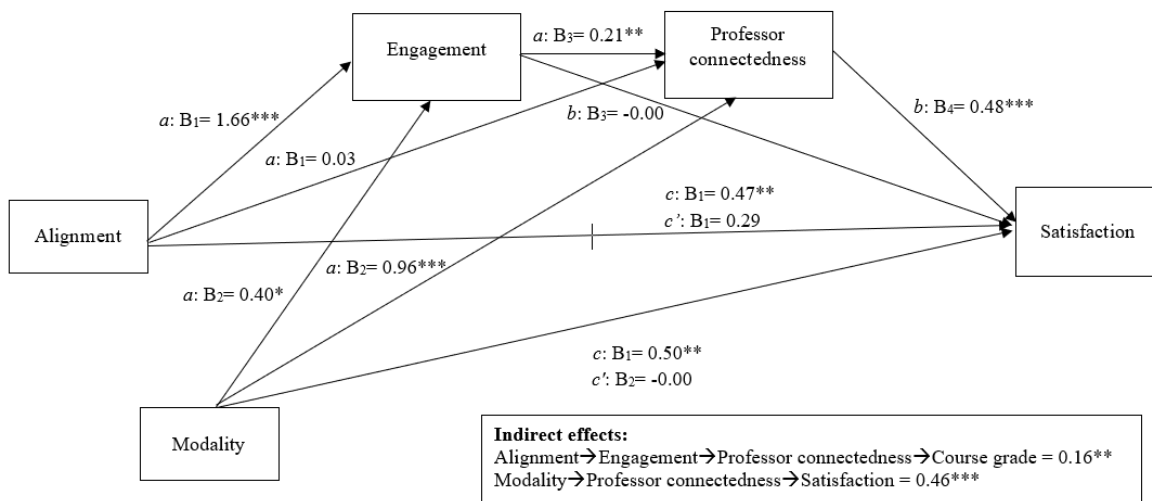 Engagement
a: B₃= 0.21**
Professor
connectedness
a: B₁= 1.66***
b: B₃= -0.00
b: B₄= 0.48***
a: B₁= 0.03
c: B₁= 0.47**
c’: B₁= 0.29
Alignment
Satisfaction
a: B₂= 0.96***
a: B₂= 0.40*
c: B₁= 0.50**
c': B₂= -0.00
Modality
Indirect effects:
Alignment→Engagement→Professor connectedness→Course grade = 0.16**
Modality→Professor connectedness→Satisfaction = 0.46***